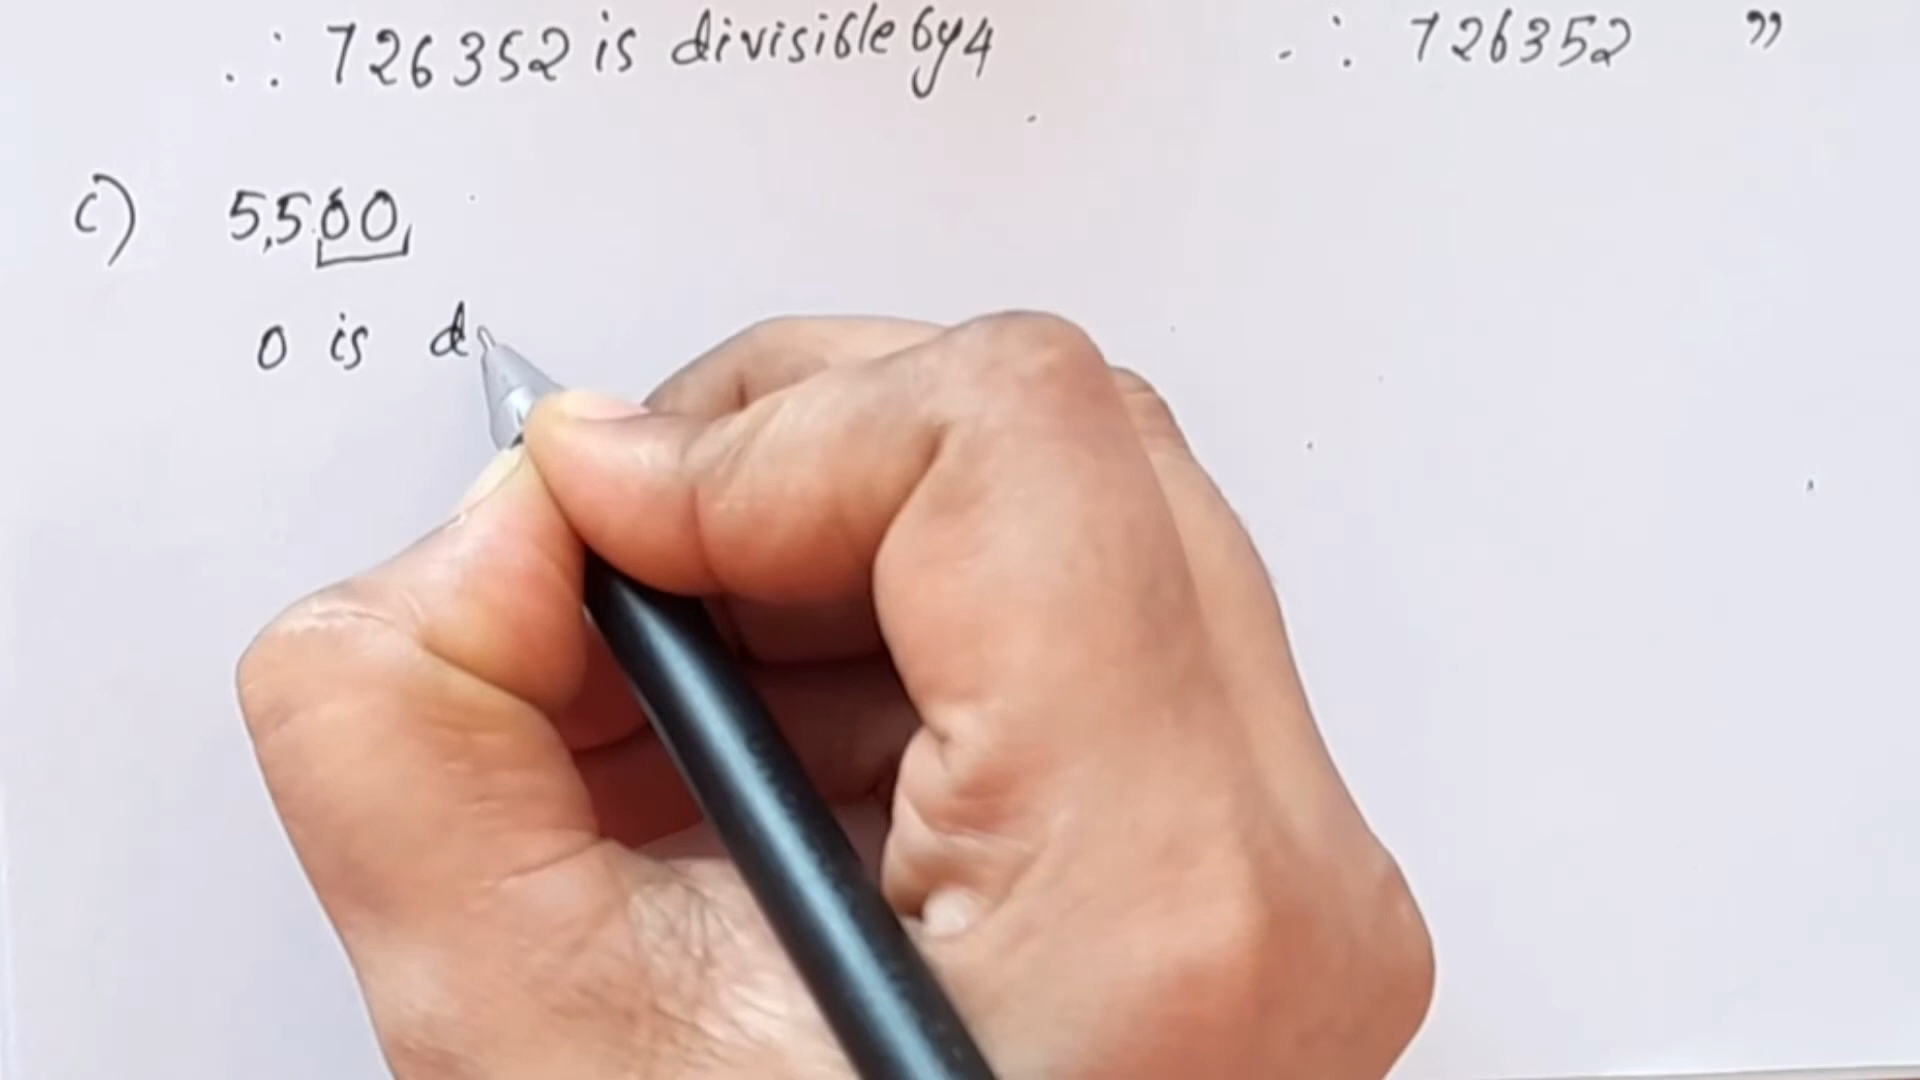 ∴ 726352 is divisible by 4 ∴ 726352 ”
c) 5,500
0 is d